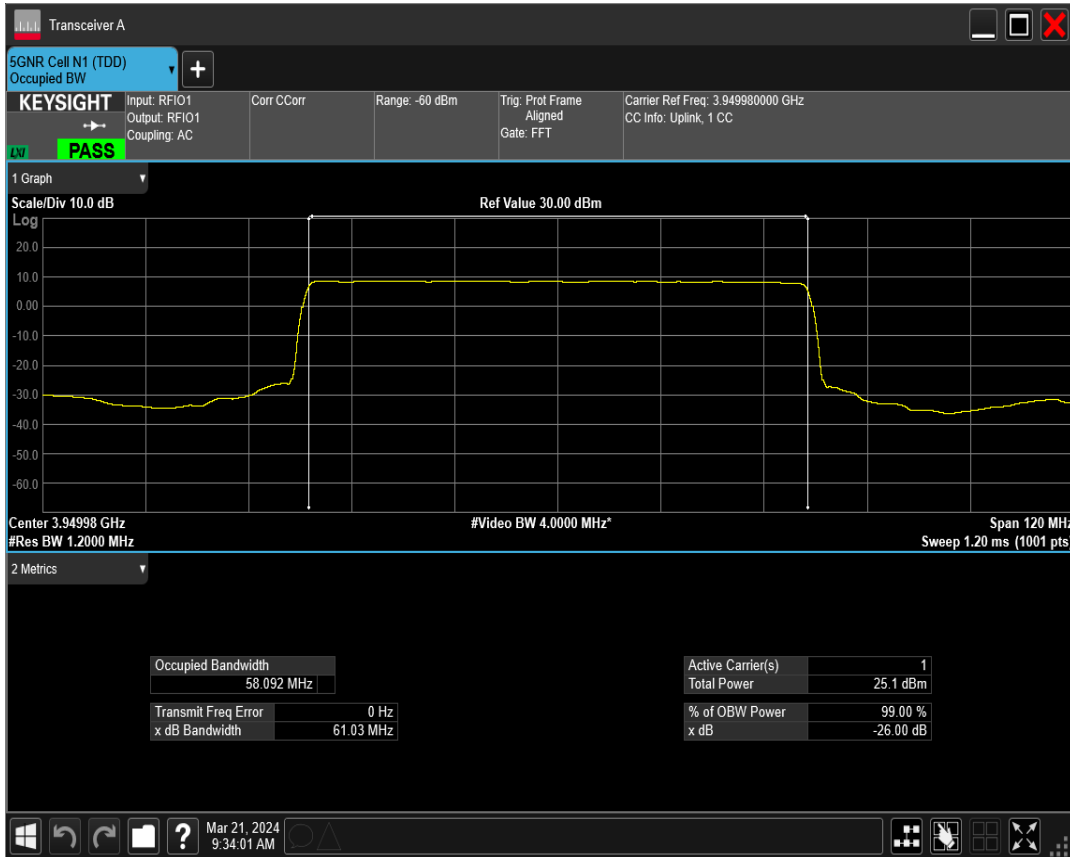 Transceiver A
5GNR Cell N1 (TDD)
Occupied BW
+
KEYSIGHT
LXI
PASS
Input: RFIO1
Output: RFIO1
Coupling: AC
Corr CCorr
Range: -60 dBm
Trig: Prot Frame
Aligned
Gate: FFT
Carrier Ref Freq: 3.949980000 GHz
CC Info: Uplink, 1 CC
1 Graph
Scale/Div 10.0 dB
Ref Value 30.00 dBm
Log
20.0
10.0
0.00
-10.0
-20.0
-30.0
-40.0
-50.0
-60.0
Center 3.94998 GHz
#Video BW 4.0000 MHz*
Span 120 MHz
#Res BW 1.2000 MHz
Sweep 1.20 ms (1001 pts)
2 Metrics
Occupied Bandwidth
58.092 MHz
Transmit Freq Error 0 Hz
x dB Bandwidth 61.03 MHz
Active Carrier(s) 1
Total Power 25.1 dBm
% of OBW Power 99.00 %
x dB -26.00 dB
?
Mar 21, 2024
9:34:01 AM